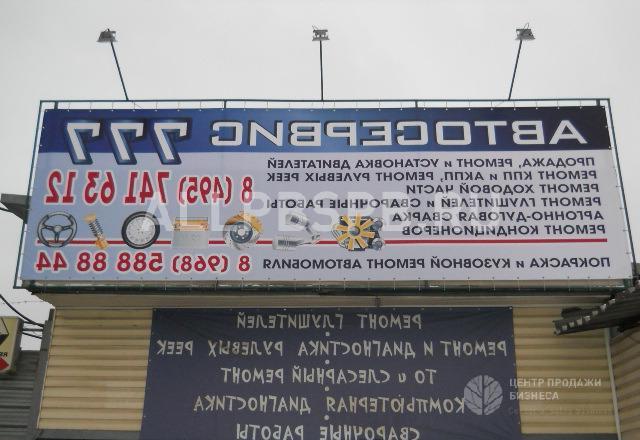 АВТОСЕРВИС 777
ПРОДАЖА, РЕМОНТ и УСТАНОВКА ДВИГАТЕЛЕЙ
РЕМОНТ КПП и АКПП, РЕМОНТ РУЛЕВЫХ РЕЕК
РЕМОНТ ХОДОВОЙ ЧАСТИ
РЕМОНТ ГЛУШИТЕЛЕЙ и СВАРОЧНЫЕ РАБОТЫ
АРГОННО-ДУГОВАЯ СВАРКА
РЕМОНТ КОНДИЦИОНЕРОВ
8 (495) 741 63 12
ПОКРАСКА и КУЗОВНОЙ РЕМОНТ АВТОМОБИЛЯ
8 (968) 588 88 44
РЕМОНТ ГЛУШИТЕЛЕЙ
РЕМОНТ И ДИАГНОСТИКА РУЛЕВЫХ РЕЕК
ТО и СЛЕСАРНЫЙ РЕМОНТ
КОМПЬЮТЕРНАЯ ДИАГНОСТИКА
СВАРОЧНЫЕ РАБОТЫ
ЦЕНТР ПРОДАЖИ
БИЗНЕСА